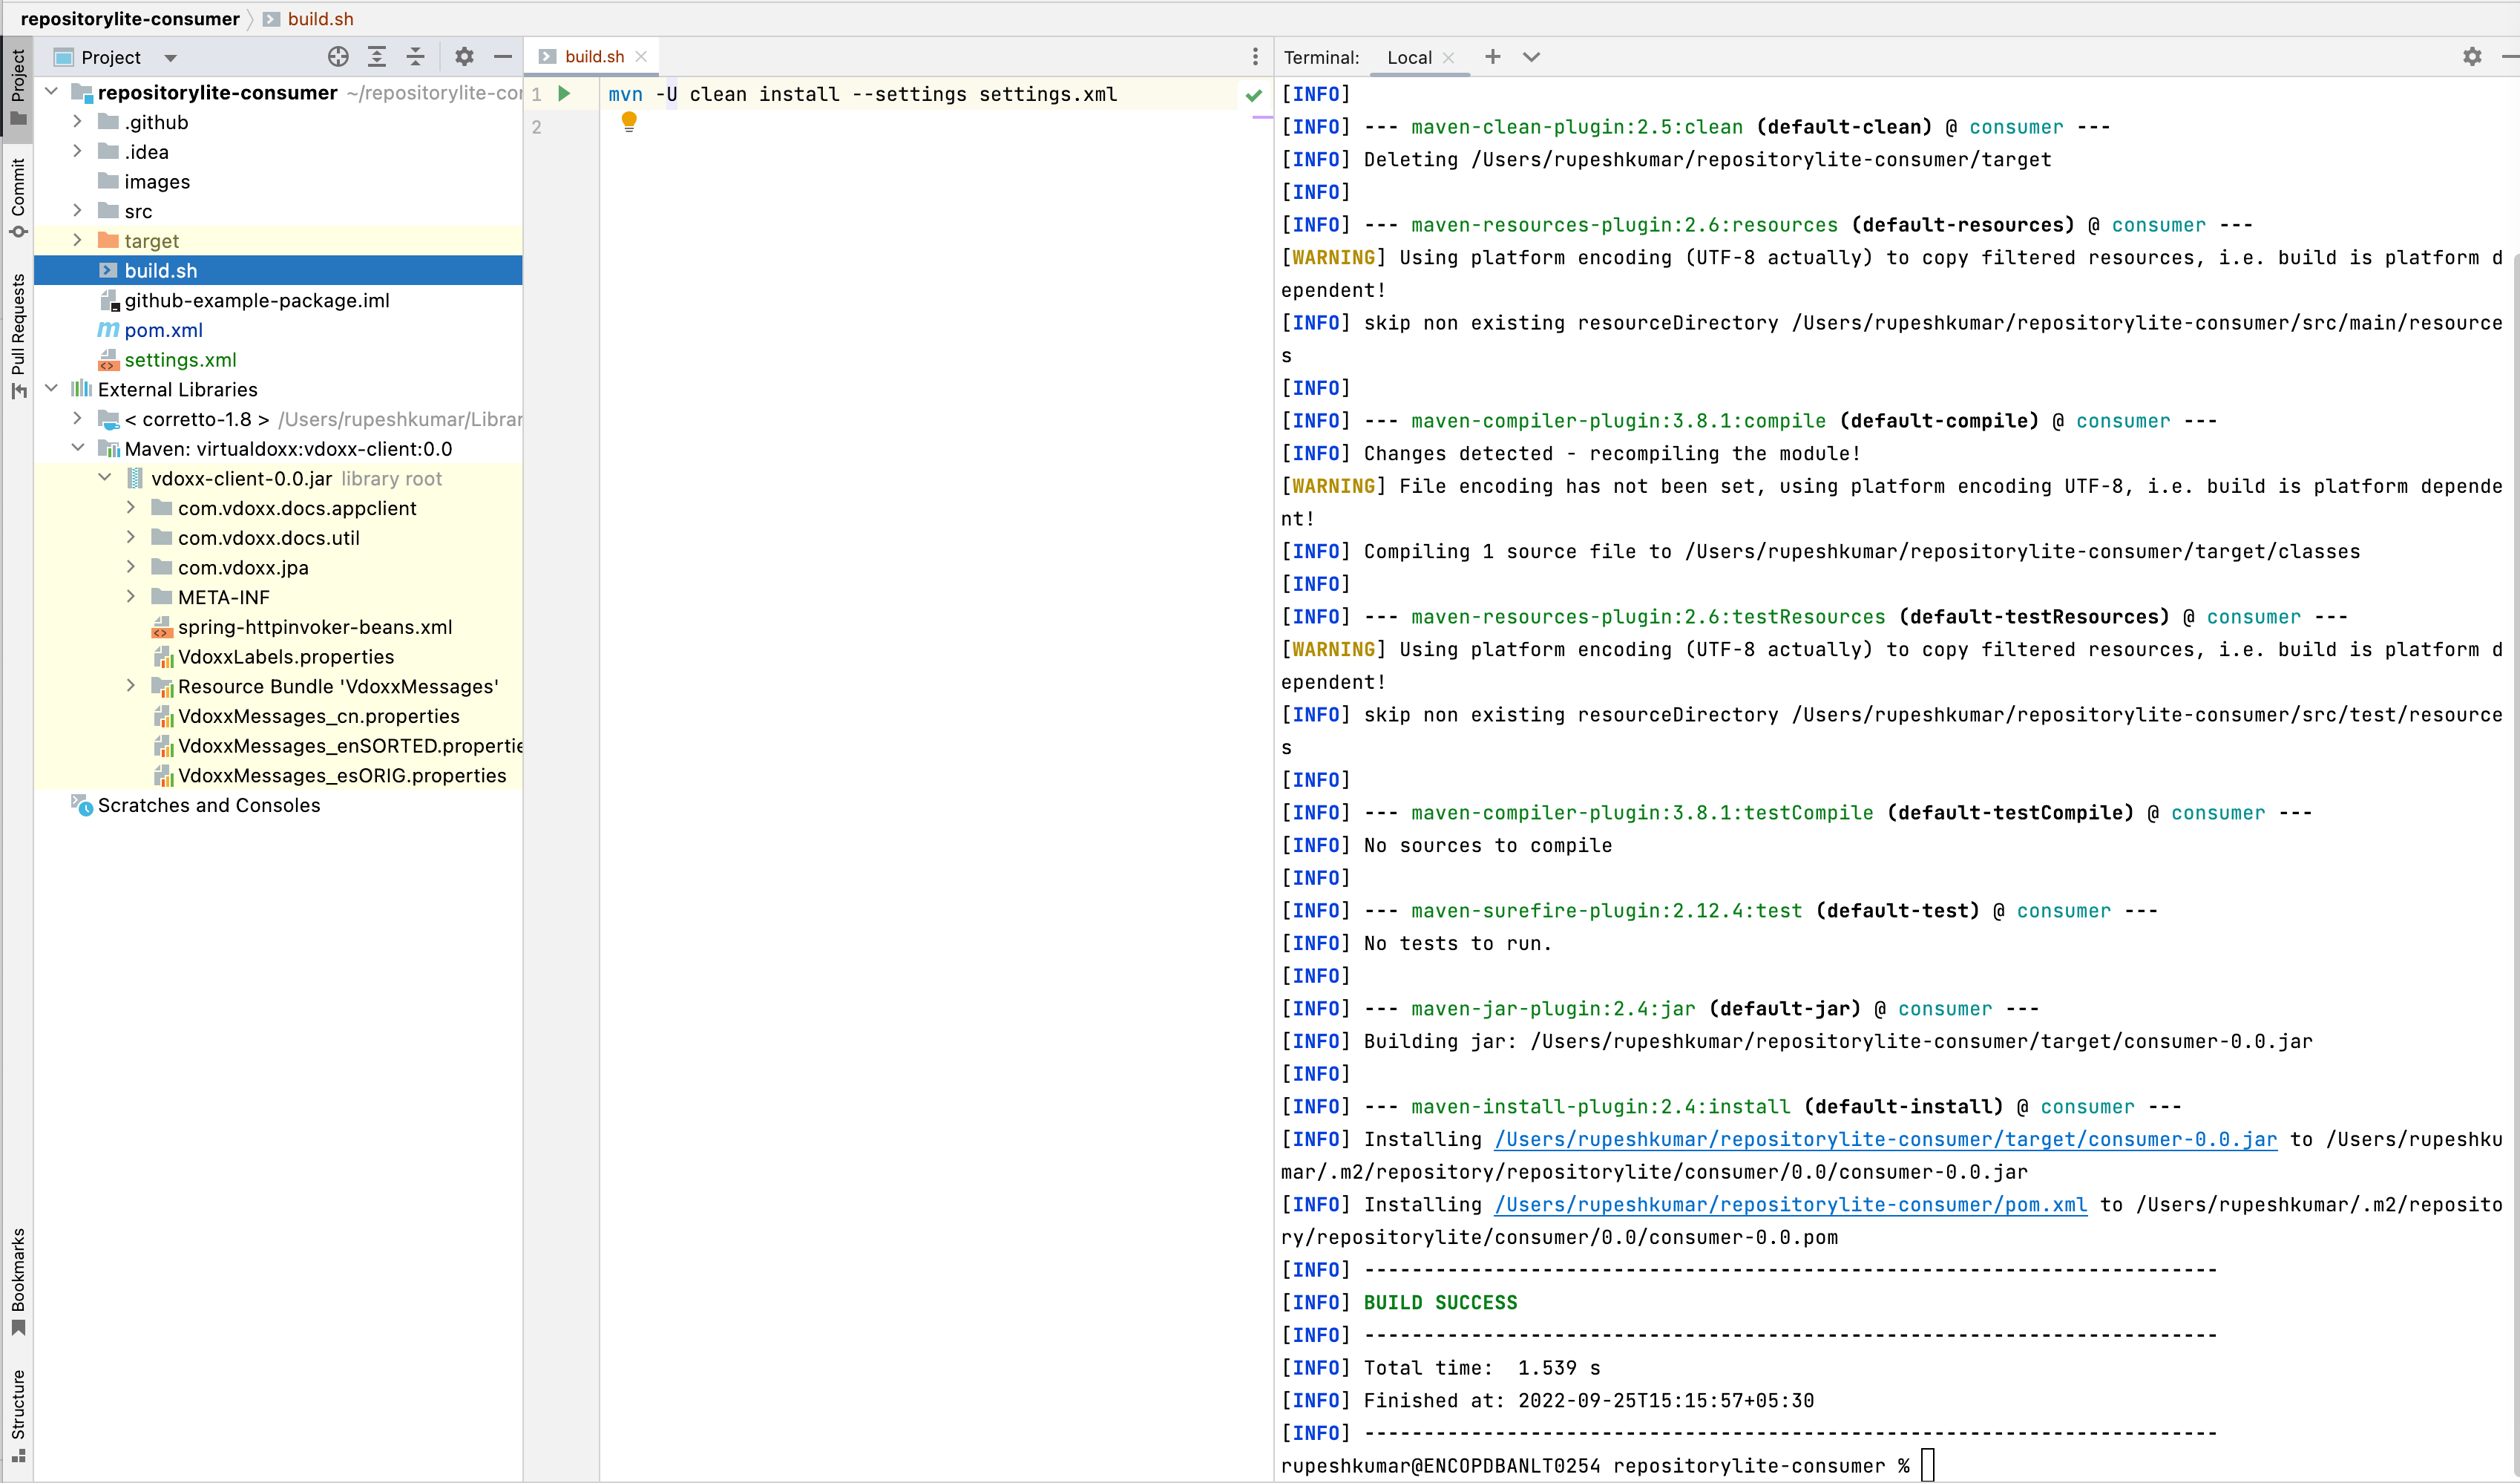 repositorylite-consumer
build.sh
Project
Commit
Pull Requests
Bookmarks
Structure
Project
repositorylite-consumer ~/repositorylite-cor
.github
.idea
images
src
target
build.sh
github-example-package.iml
pom.xml
settings.xml
External Libraries
< corretto-1.8 > /Users/rupeshkumar/Librar
Maven: virtualdoxx:vdoxx-client:0.0
vdoxx-client-0.0.jar library root
com.vdoxx.docs.appclient
com.vdoxx.docs.util
com.vdoxx.jpa
META-INF
spring-httpinvoker-beans.xml
VdoxxLabels.properties
Resource Bundle 'VdoxxMessages'
VdoxxMessages_cn.properties
VdoxxMessages_enSORTED.propertie
VdoxxMessages_esORIG.properties
Scratches and Consoles
build.sh
1 mvn -U clean install --settings settings.xml
2
Terminal: Local
[INFO]
[INFO] --- maven-clean-plugin:2.5:clean (default-clean) @ consumer ---
[INFO] Deleting /Users/rupeshkumar/repositorylite-consumer/target
[INFO]
[INFO] --- maven-resources-plugin:2.6:resources (default-resources) @ consumer ---
[WARNING] Using platform encoding (UTF-8 actually) to copy filtered resources, i.e. build is platform d
ependent!
[INFO] skip non existing resourceDirectory /Users/rupeshkumar/repositorylite-consumer/src/main/resource
s
[INFO]
[INFO] --- maven-compiler-plugin:3.8.1:compile (default-compile) @ consumer ---
[INFO] Changes detected - recompiling the module!
[WARNING] File encoding has not been set, using platform encoding UTF-8, i.e. build is platform depende
nt!
[INFO] Compiling 1 source file to /Users/rupeshkumar/repositorylite-consumer/target/classes
[INFO]
[INFO] --- maven-resources-plugin:2.6:testResources (default-testResources) @ consumer ---
[WARNING] Using platform encoding (UTF-8 actually) to copy filtered resources, i.e. build is platform d
ependent!
[INFO] skip non existing resourceDirectory /Users/rupeshkumar/repositorylite-consumer/src/test/resource
s
[INFO]
[INFO] --- maven-compiler-plugin:3.8.1:testCompile (default-testCompile) @ consumer ---
[INFO] No sources to compile
[INFO]
[INFO] --- maven-surefire-plugin:2.12.4:test (default-test) @ consumer ---
[INFO] No tests to run.
[INFO]
[INFO] --- maven-jar-plugin:2.4:jar (default-jar) @ consumer ---
[INFO] Building jar: /Users/rupeshkumar/repositorylite-consumer/target/consumer-0.0.jar
[INFO]
[INFO] --- maven-install-plugin:2.4:install (default-install) @ consumer ---
[INFO] Installing /Users/rupeshkumar/repositorylite-consumer/target/consumer-0.0.jar to /Users/rupeshku
mar/.m2/repository/repositorylite/consumer/0.0/consumer-0.0.jar
[INFO] Installing /Users/rupeshkumar/repositorylite-consumer/pom.xml to /Users/rupeshkumar/.m2/reposito
ry/repositorylite/consumer/0.0/consumer-0.0.pom
[INFO] ------------------------------------------------------------------------
[INFO] BUILD SUCCESS
[INFO] ------------------------------------------------------------------------
[INFO] Total time:  1.539 s
[INFO] Finished at: 2022-09-25T15:15:57+05:30
[INFO] ------------------------------------------------------------------------
rupeshkumar@ENCOPDBANLT0254 repositorylite-consumer %